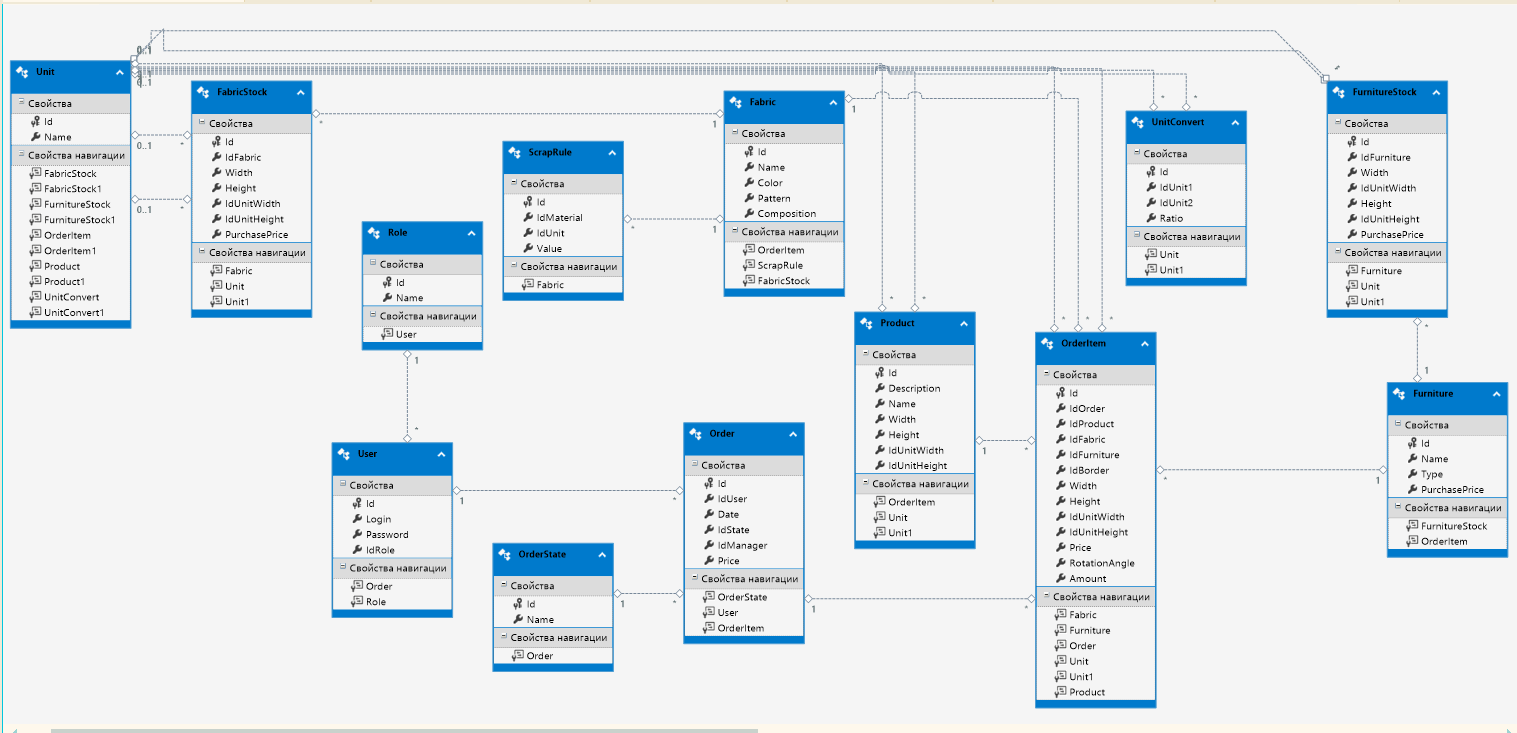 Unit
Свойства
Id
Name
Свойства навигации
FabricStock
FabricStock1
FurnitureStock
FurnitureStock1
OrderItem
OrderItem1
Product
Product1
UnitConvert
UnitConvert1
0..1
0..1
0..1
*
0..1
*
FabricStock
Свойства
Id
IdFabric
Width
Height
IdUnitWidth
IdUnitHeight
PurchasePrice
Свойства навигации
Fabric
Unit
Unit1
*
1
Role
Свойства
Id
Name
Свойства навигации
User
1
*
ScrapRule
Свойства
Id
IdMaterial
IdUnit
Value
Свойства навигации
Fabric
*
1
Fabric
Свойства
Id
Name
Color
Pattern
Composition
Свойства навигации
OrderItem
ScrapRule
FabricStock
1
UnitConvert
Свойства
Id
IdUnit1
IdUnit2
Ratio
Свойства навигации
Unit
Unit1
*
*
FurnitureStock
Свойства
Id
IdFurniture
Width
IdUnitWidth
Height
IdUnitHeight
PurchasePrice
Свойства навигации
Furniture
Unit
Unit1
*
*
1
User
Свойства
Id
Login
Password
IdRole
Свойства навигации
Order
Role
1
*
OrderState
Свойства
Id
Name
Свойства навигации
Order
1
*
Order
Свойства
Id
IdUser
Date
IdState
IdManager
Price
Свойства навигации
OrderState
User
OrderItem
1
*
Product
Свойства
Id
Description
Name
Width
Height
IdUnitWidth
IdUnitHeight
Свойства навигации
OrderItem
Unit
Unit1
*
*
1
*
OrderItem
Свойства
Id
IdOrder
IdProduct
IdFabric
IdFurniture
IdBorder
Width
Height
IdUnitWidth
IdUnitHeight
Price
RotationAngle
Amount
Свойства навигации
Fabric
Furniture
Order
Unit
Unit1
Product
*
*
*
*
1
Furniture
Свойства
Id
Name
Type
PurchasePrice
Свойства навигации
FurnitureStock
OrderItem